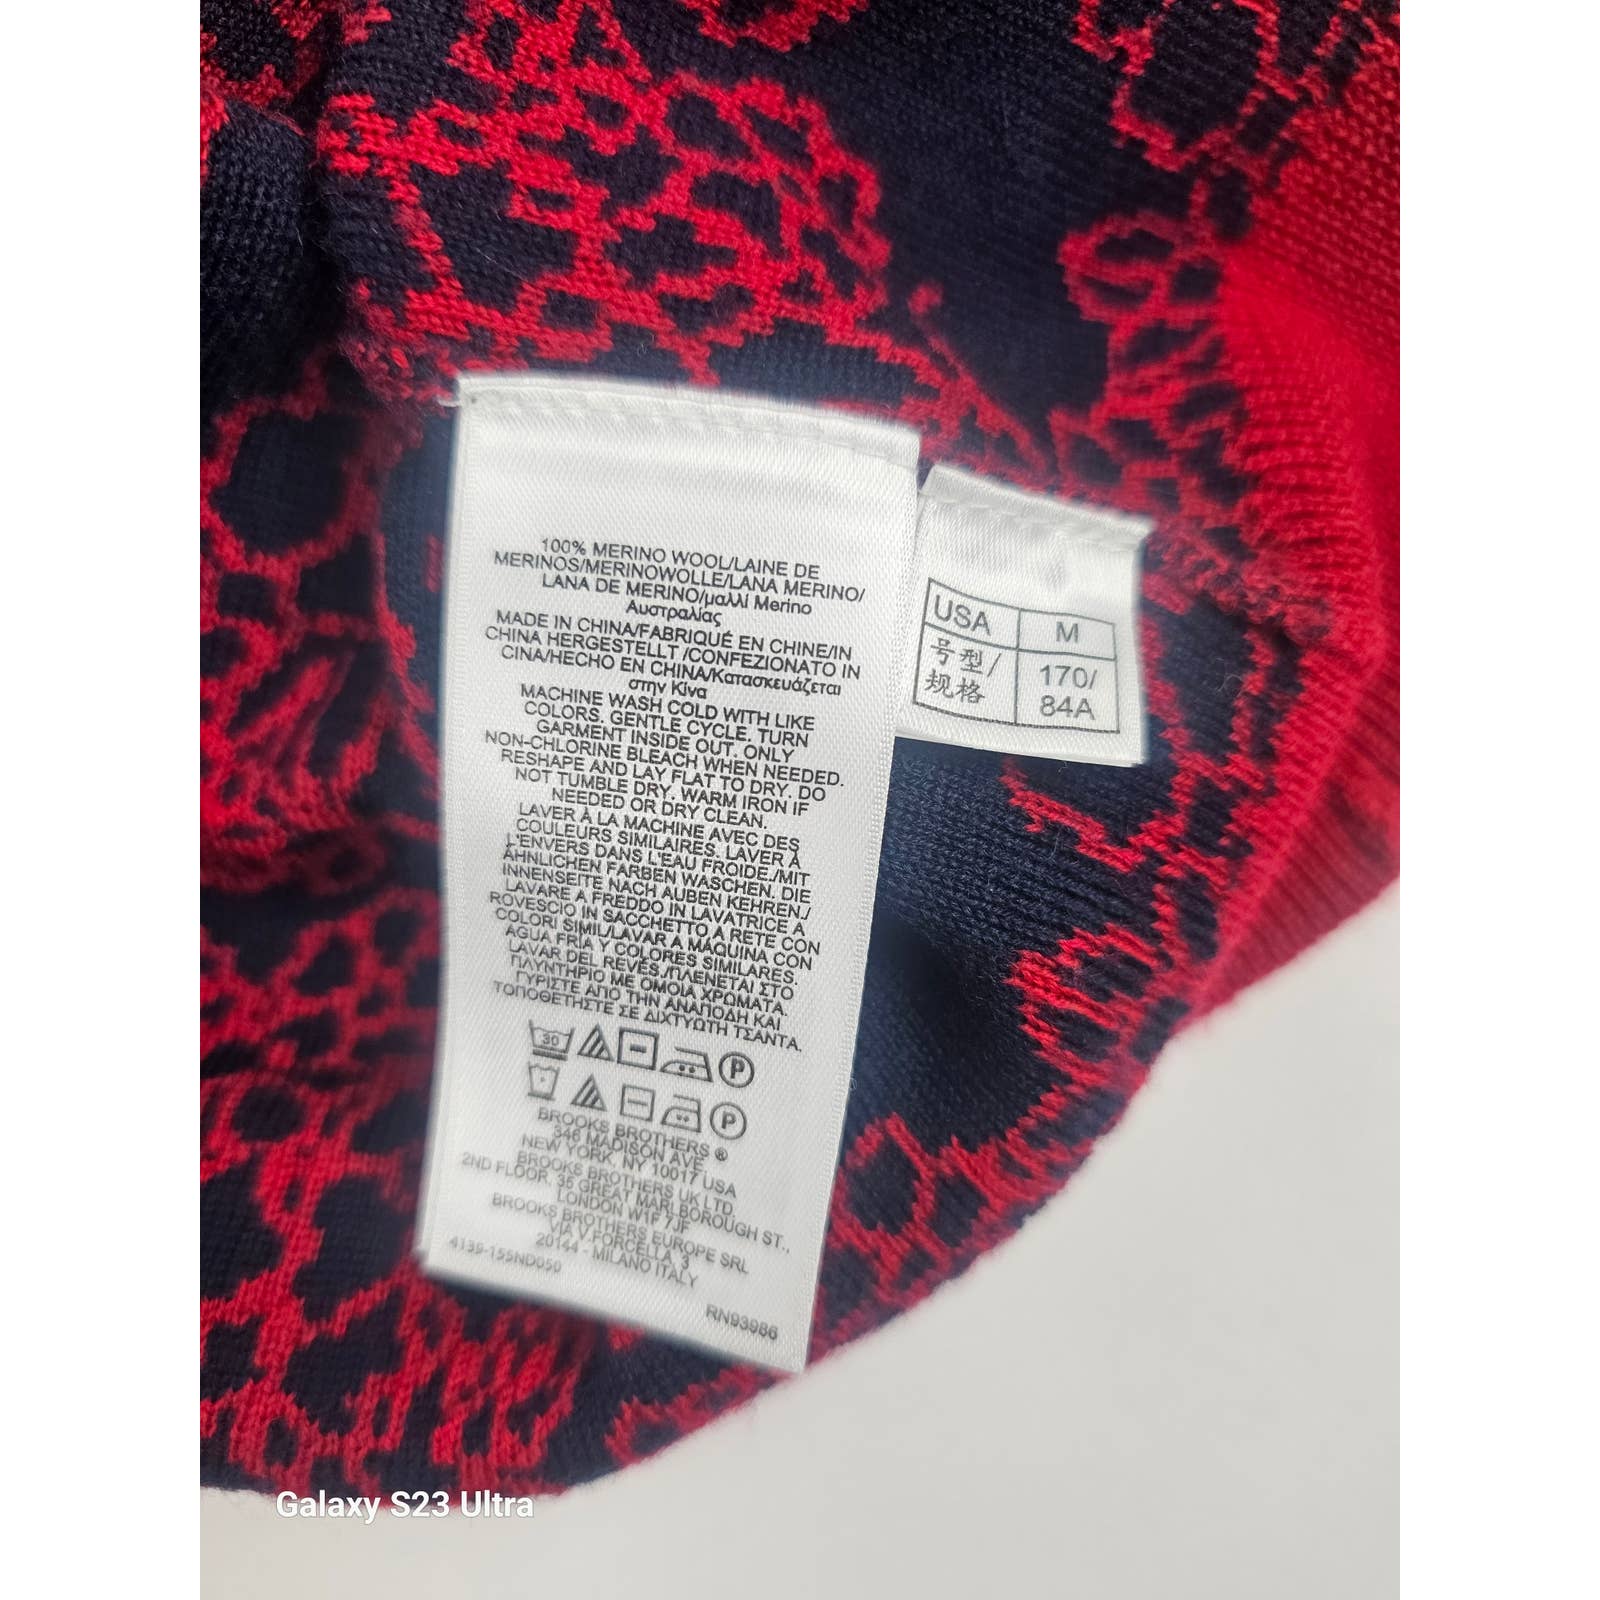 100% MERINO WOOL/LAINE DE
MERINOS/MERINOWOLLE/LANA MERINO/
LANA DE MERINO/μαλλί Merino
Αυστραλίας
MADE IN CHINA/FABRIQUÉ EN CHINE/IN
CHINA HERGESTELLT /CONFEZIONATO IN
CINA/HECHO EN CHINA/Κατασκευάζεται
στην Κίνα
MACHINE WASH COLD WITH LIKE
COLORS. GENTLE CYCLE. TURN
GARMENT INSIDE OUT. ONLY
NON-CHLORINE BLEACH WHEN NEEDED.
RESHAPE AND LAY FLAT TO DRY. DO
NOT TUMBLE DRY. WARM IRON IF
NEEDED OR DRY CLEAN.
LAVER À LA MACHINE AVEC DES
COULEURS SIMILAIRES. LAVER À
L'ENVERS DANS L'EAU FROIDE./MIT
ÄHNLICHEN FARBEN WASCHEN. DIE
INNENSEITE NACH AUBEN KEHREN./
LAVARE A FREDDO IN LAVATRICE A
ROVESCIO IN SACCHETTO A RETE CON
COLORI SIMILI/LAVAR A MÁQUINA CON
AGUA FRÍA Y COLORES SIMILARES.
LAVAR DEL REVÉS./ΠΛΕΝΕΤΑΙ ΣΤΟ
ΠΛΥΝΤΗΡΙΟ ΜΕ ΟΜΟΙΑ ΧΡΩΜΑΤΑ.
ΓΥΡΙΣΤΕ ΑΠΟ ΤΗΝ ΑΝΑΠΟΔΗ ΚΑΙ
ΤΟΠΟΘΕΤΗΣΤΕ ΣΕ ΔΙΧΤΥΩΤΗ ΤΣΑΝΤΑ.
30 P
P
BROOKS BROTHERS ®
346 MADISON AVE.
NEW YORK, NY 10017 USA
BROOKS BROTHERS UK LTD.
2ND FLOOR, 35 GREAT MARLBOROUGH ST.,
LONDON W1F 7JF
BROOKS BROTHERS EUROPE SRL
VIA V.FORCELLA, 3
20144 - MILANO ITALY
4139-155ND050
RN93986
USA M
号型/ 170/
规格 84A
Galaxy S23 Ultra